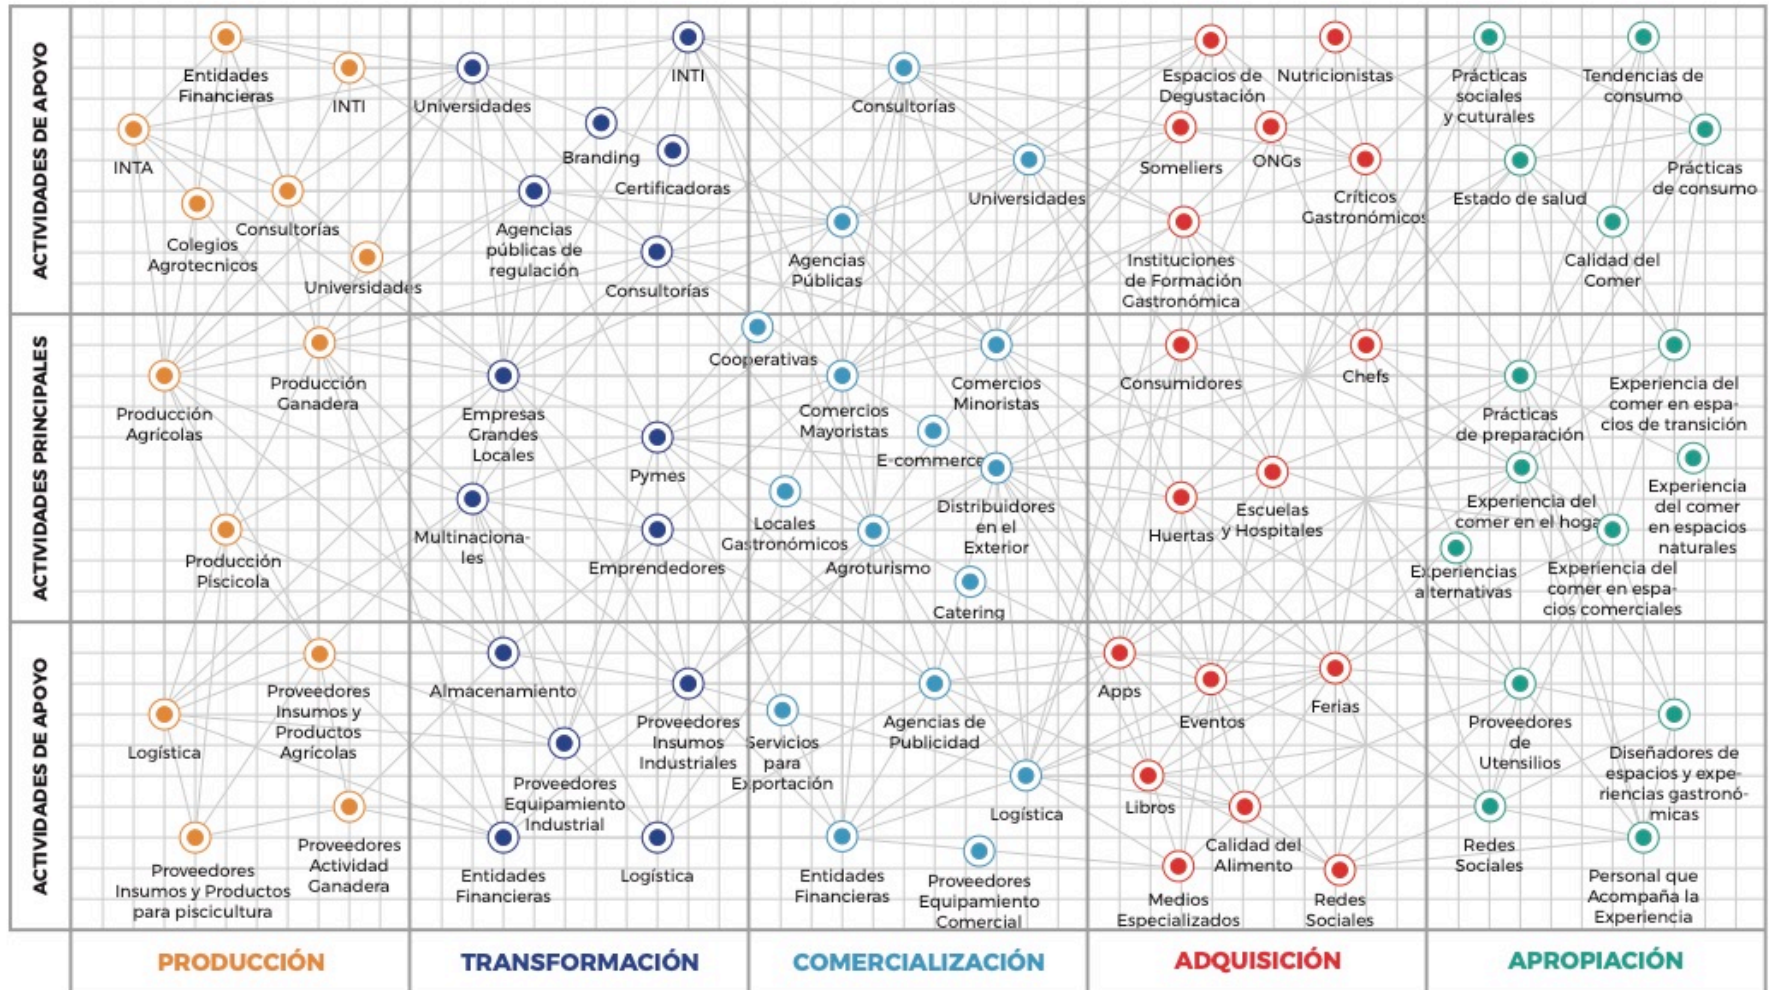 ACTIVIDADES DE APOYO
Entidades
Financieras
INTI
INTA
Colegios
Agrotecnicos
Consultorías
Universidades
Universidades
INTI
Branding
Certificadoras
Agencias
públicas de
regulación
Consultorías
Consultorías
Universidades
Agencias
Públicas
Espacios de
Degustación
Nutricionistas
Someliers
ONGs
Críticos
Gastronómicos
Instituciones
de Formación
Gastronómica
Prácticas
sociales
y cuturales
Tendencias de
consumo
Prácticas
de consumo
Estado de salud
Calidad del
Comer
ACTIVIDADES PRINCIPALES
Producción
Agrícolas
Producción
Ganadera
Producción
Piscicola
Empresas
Grandes
Locales
Pymes
Multinaciona-
les
Emprendedores
Cooperativas
Comercios
Mayoristas
Comercios
Minoristas
E-commerce
Distribuidores
en el
Exterior
Locales
Gastronómicos
Agroturismo
Catering
Consumidores
Chefs
Huertas
Escuelas
y Hospitales
Prácticas
de preparación
Experiencia del
comer en espa-
cios de transición
Experiencia del
comer en el hogar
Experiencia
del comer
en espacios
naturales
Experiencias
alternativas
Experiencia del
comer en espa-
cios comerciales
ACTIVIDADES DE APOYO
Logística
Proveedores
Insumos y
Productos
Agrícolas
Proveedores
Insumos y Productos
para piscicultura
Proveedores
Actividad
Ganadera
Almacenamiento
Proveedores
Insumos
Industriales
Proveedores
Equipamiento
Industrial
Entidades
Financieras
Logística
Servicios
para
Exportación
Agencias de
Publicidad
Logística
Entidades
Financieras
Proveedores
Equipamiento
Comercial
Apps
Eventos
Ferias
Libros
Calidad del
Alimento
Medios
Especializados
Redes
Sociales
Proveedores
de
Utensilios
Diseñadores de
espacios y expe-
riencias gastronó-
micas
Redes
Sociales
Personal que
Acompaña la
Experiencia
PRODUCCIÓN
TRANSFORMACIÓN
COMERCIALIZACIÓN
ADQUISICIÓN
APROPIACIÓN